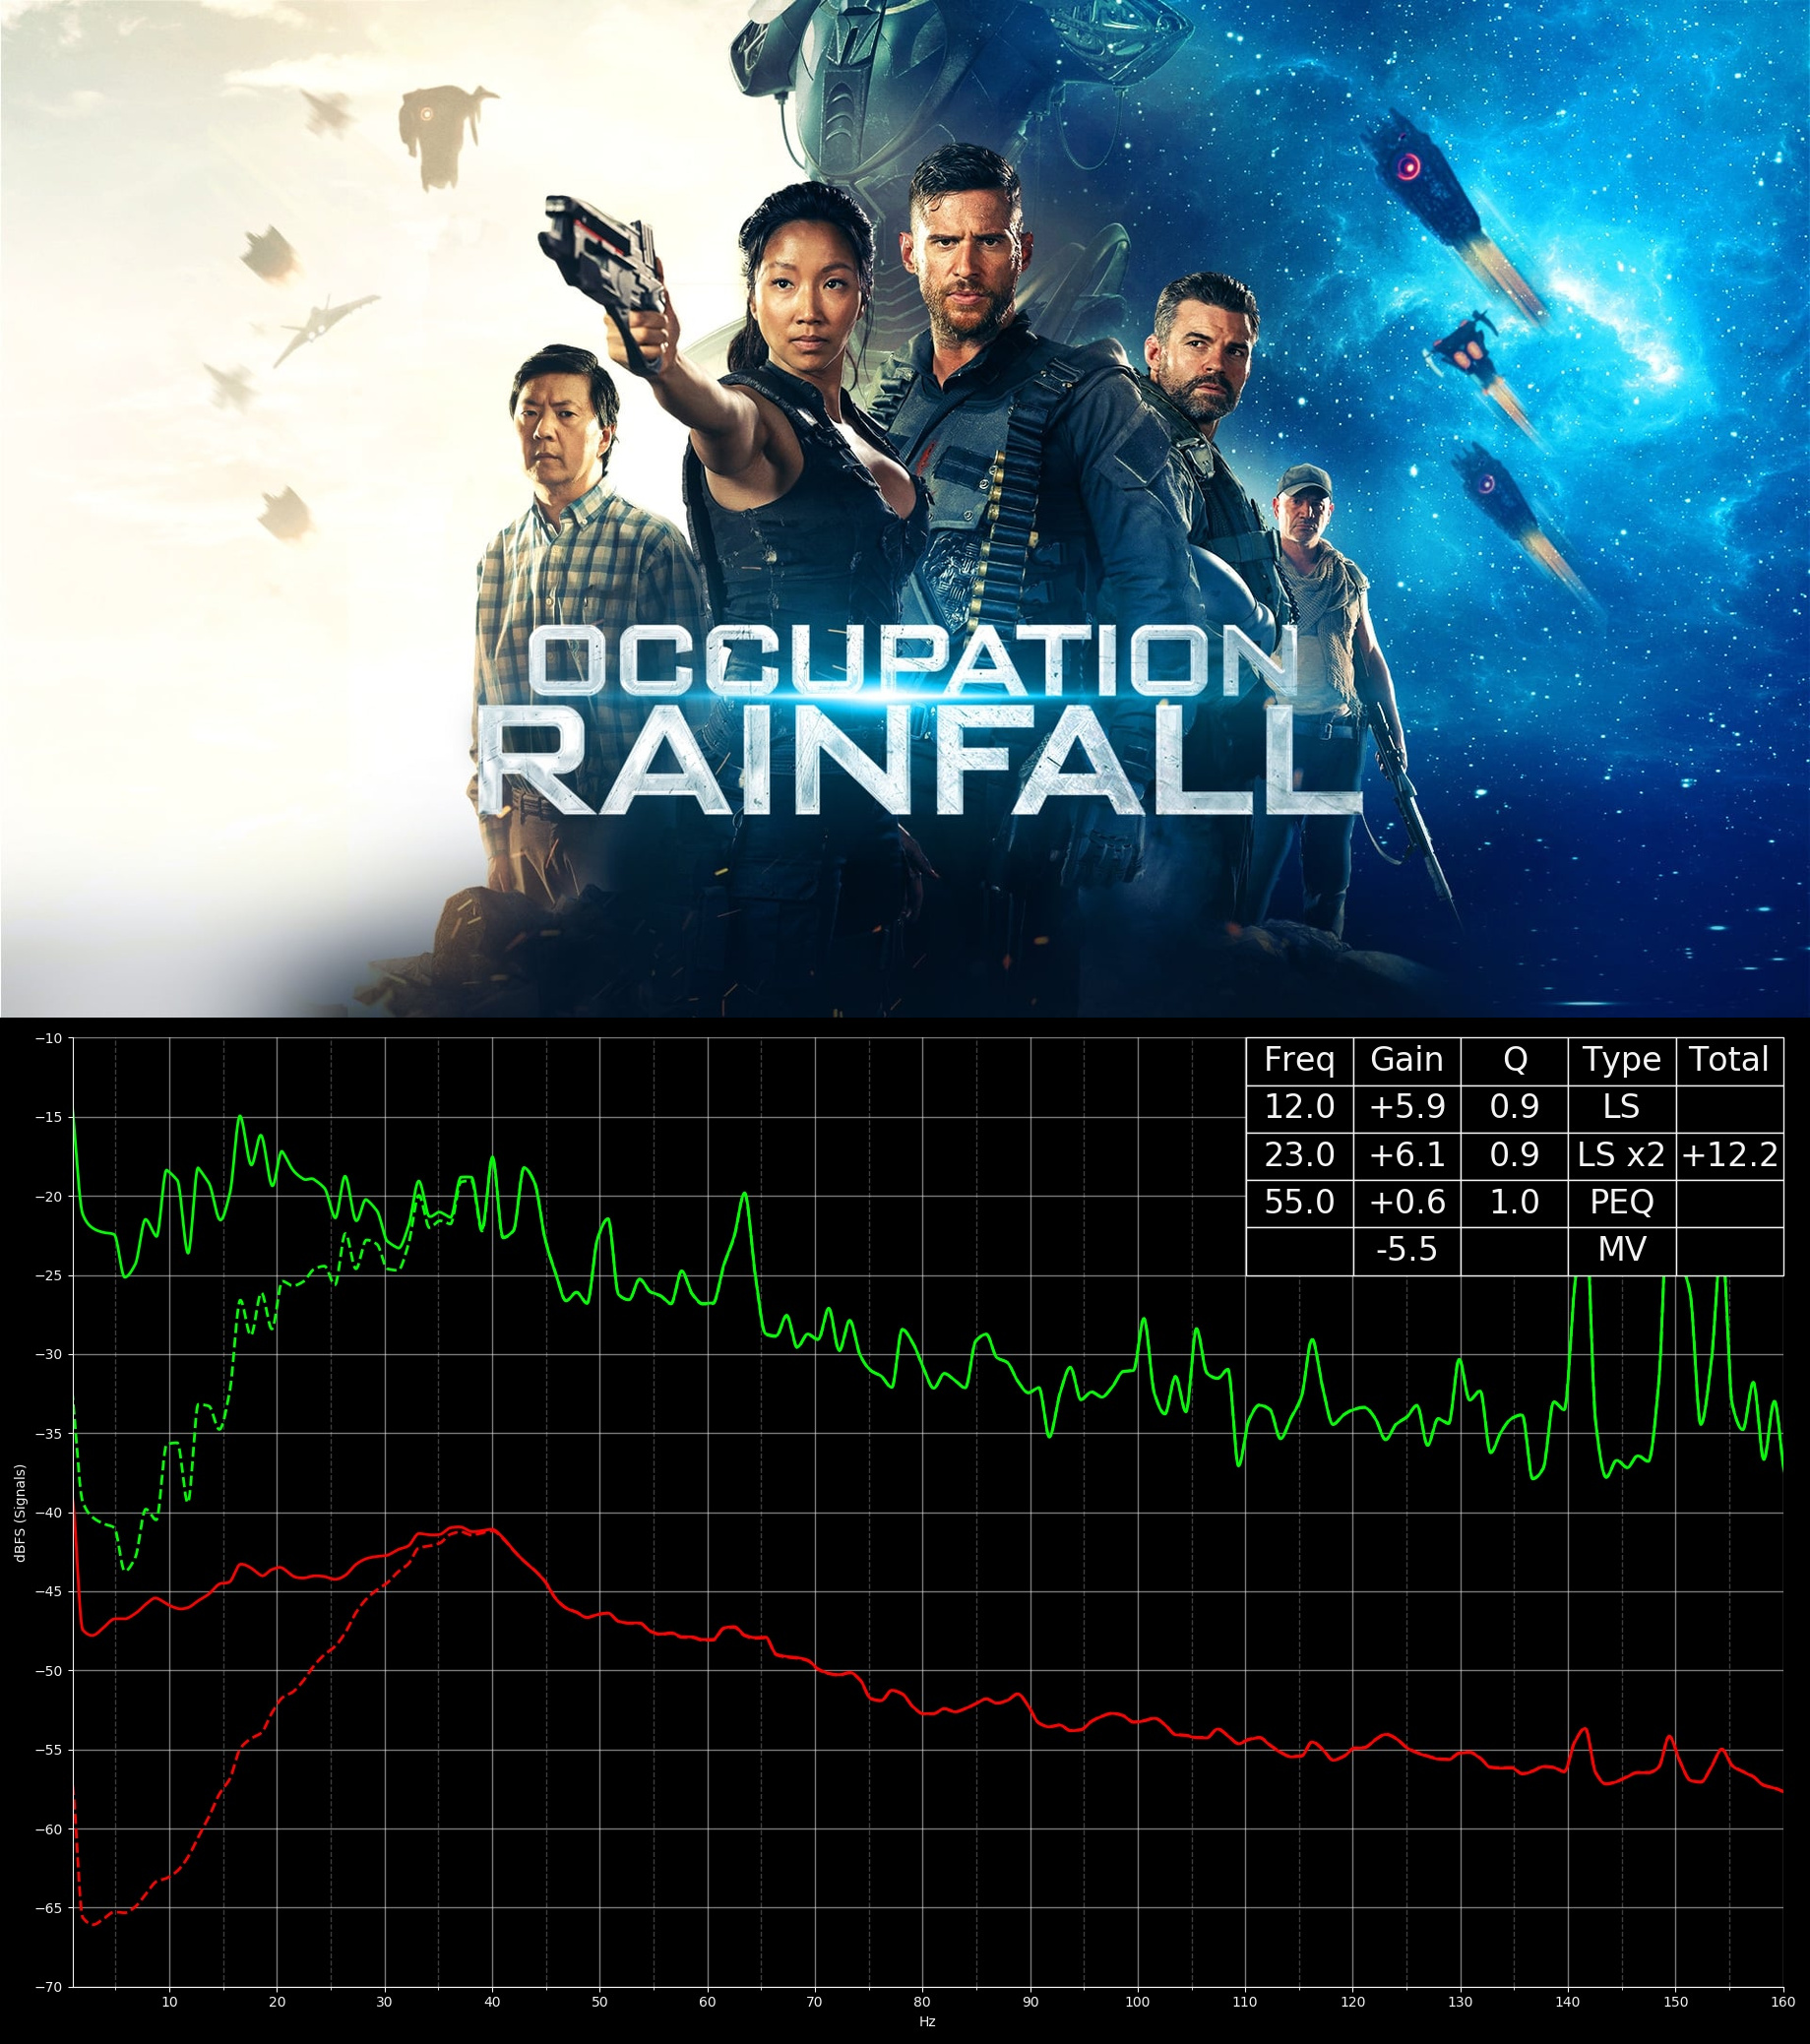 OCCUPATION
RAINFALL
Freq Gain Q Type Total
12.0 +5.9 0.9 LS
23.0 +6.1 0.9 LS x2 +12.2
55.0 +0.6 1.0 PEQ
-5.5 MV
−10
−15
−20
−25
−30
−35
−40
−45
−50
−55
−60
−65
−70
dBFS (Signals)
10 20 30 40 50 60 70 80 90 100 110 120 130 140 150 160
Hz